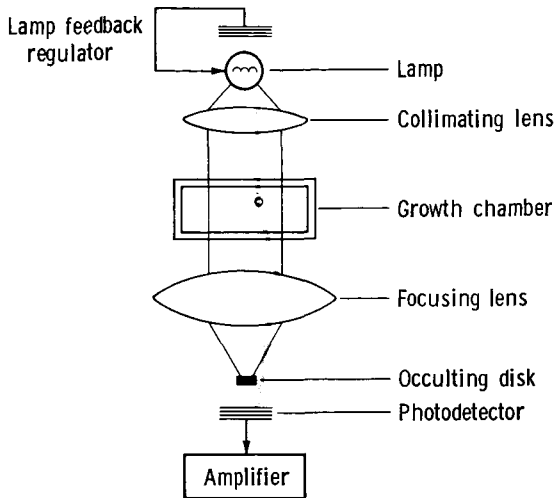 Lamp feedback
regulator
Lamp
Collimating lens
Growth chamber
Focusing lens
Occulting disk
Photodetector
Amplifier